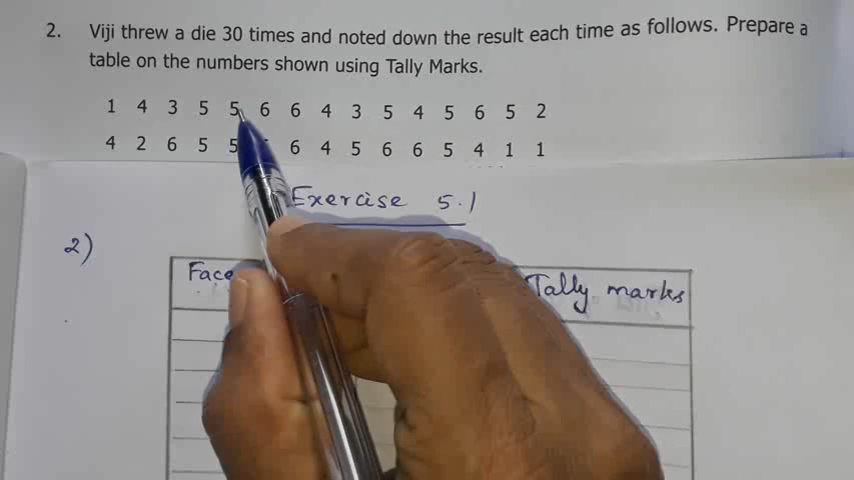 2. Viji threw a die 30 times and noted down the result each time as follows. Prepare a
table on the numbers shown using Tally Marks.
1 4 3 5 5 6 6 4 3 5 4 5 6 5 2
4 2 6 5 5 6 4 5 6 6 5 4 1 1
Exercise 5.1
2)
Face
Tally marks